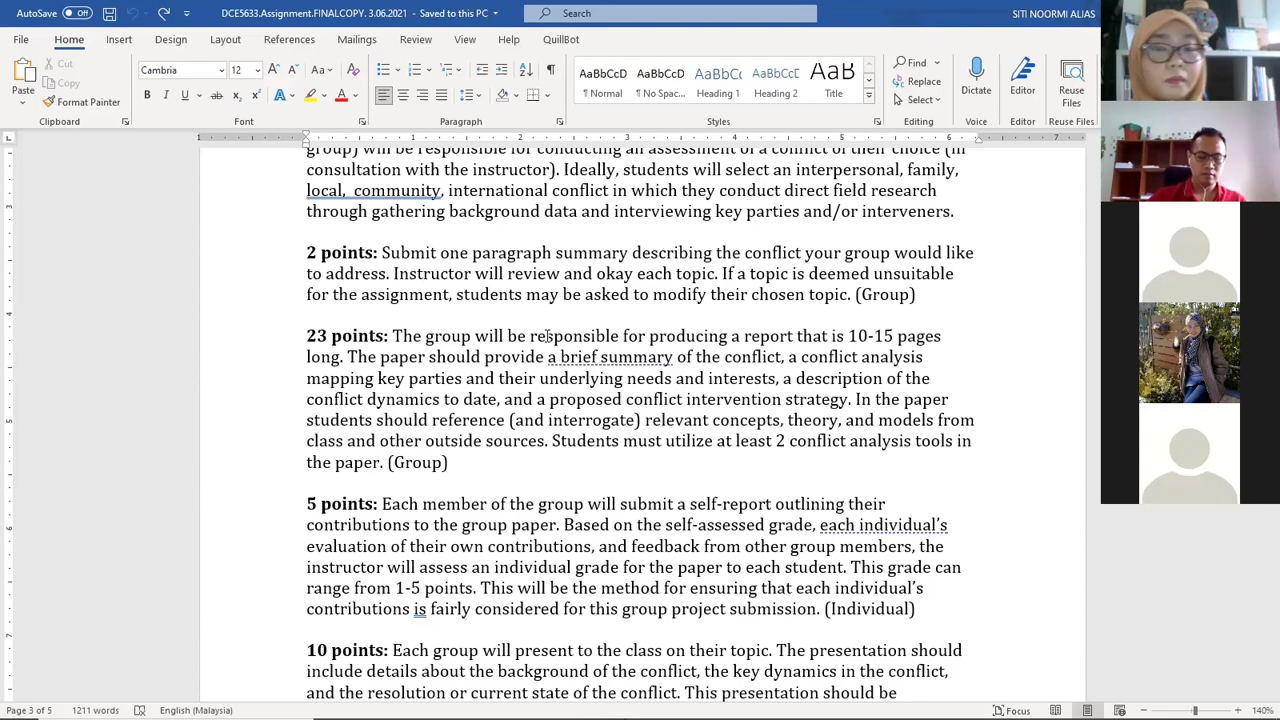 AutoSave Off DCE5633.Assignment.FINALCOPY. 3.06.2021 - Saved to this PC Search SITI NOORMI ALIAS
File Home Insert Design Layout References Mailings Review View Help QuillBot
Cut
Copy
Format Painter
Paste
Clipboard
Cambria 12
Font
Paragraph
AaBbCcD AaBbCcD AaBbCc AaBbCcD AaB
¶ Normal ¶ No Spac... Heading 1 Heading 2 Title
Styles
Find
Replace
Select
Editing
Dictate
Voice
Editor
Editor
Reuse Files
Reuse Files
group) will be responsible for conducting an assessment of a conflict of their choice (in
consultation with the instructor). Ideally, students will select an interpersonal, family,
local, community, international conflict in which they conduct direct field research
through gathering background data and interviewing key parties and/or interveners.
2 points: Submit one paragraph summary describing the conflict your group would like
to address. Instructor will review and okay each topic. If a topic is deemed unsuitable
for the assignment, students may be asked to modify their chosen topic. (Group)
23 points: The group will be responsible for producing a report that is 10-15 pages
long. The paper should provide a brief summary of the conflict, a conflict analysis
mapping key parties and their underlying needs and interests, a description of the
conflict dynamics to date, and a proposed conflict intervention strategy. In the paper
students should reference (and interrogate) relevant concepts, theory, and models from
class and other outside sources. Students must utilize at least 2 conflict analysis tools in
the paper. (Group)
5 points: Each member of the group will submit a self-report outlining their
contributions to the group paper. Based on the self-assessed grade, each individual's
evaluation of their own contributions, and feedback from other group members, the
instructor will assess an individual grade for the paper to each student. This grade can
range from 1-5 points. This will be the method for ensuring that each individual's
contributions is fairly considered for this group project submission. (Individual)
10 points: Each group will present to the class on their topic. The presentation should
include details about the background of the conflict, the key dynamics in the conflict,
and the resolution or current state of the conflict. This presentation should be
Page 3 of 5 1211 words English (Malaysia) Focus 140%